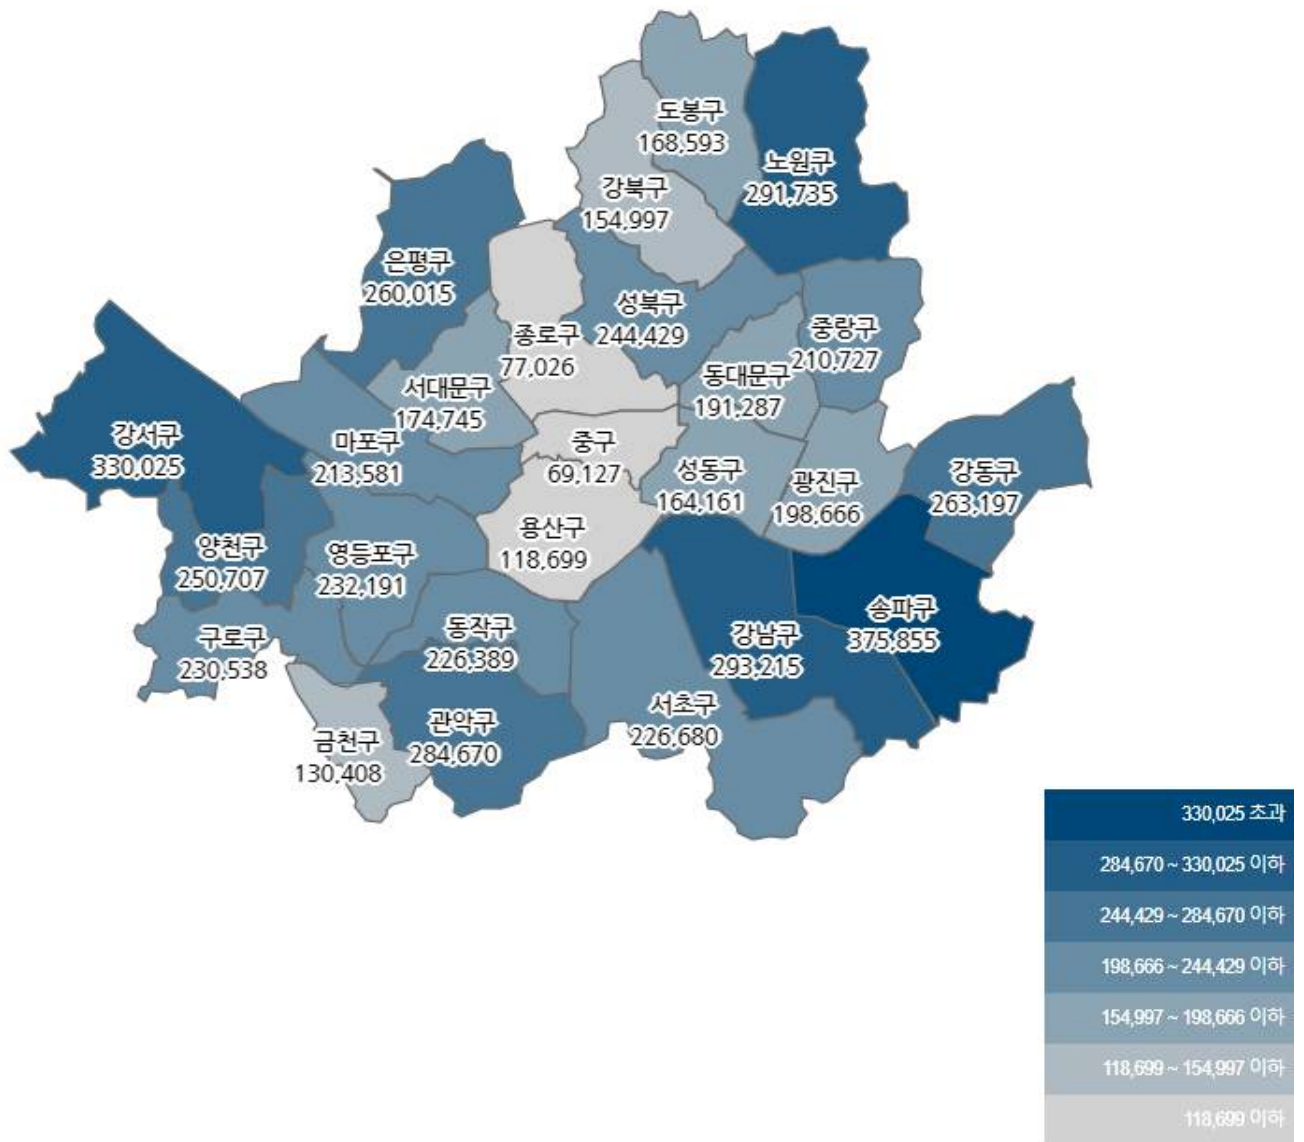 도봉구
168,593
노원구
291,735
강북구
154,997
은평구
260,015
성북구
244,429
종로구
77,026
중랑구
210,727
동대문구
191,287
서대문구
174,745
강서구
330,025
마포구
213,581
중구
69,127
성동구
164,161
광진구
198,666
강동구
263,197
용산구
118,699
양천구
250,707
영등포구
232,191
송파구
375,855
구로구
230,538
동작구
226,389
강남구
293,215
서초구
226,680
관악구
284,670
금천구
130,408
330,025 초과
284,670 ~ 330,025 이하
244,429 ~ 284,670 이하
198,666 ~ 244,429 이하
154,997 ~ 198,666 이하
118,699 ~ 154,997 이하
118,699 이하